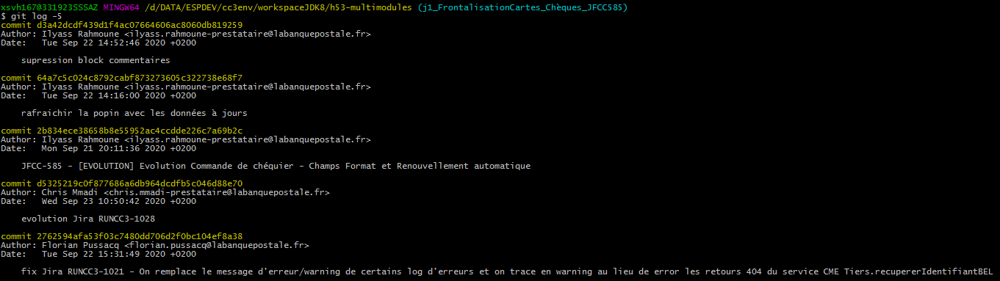 xsvh167@331923SSSAZ MINGW64 /d/DATA/ESPDEV/cc3env/workspaceJDK8/h53-multimodules (j1_FrontalisationCartes_Chèques_JFCC585)
$ git log -5
commit d3a42dcdf439d1f4ac07664606ac8060db819259
Author: Ilyass Rahmoune <ilyass.rahmoune-prestataire@labanquepostale.fr>
Date:   Tue Sep 22 14:52:46 2020 +0200
supression block commentaires
commit 64a7c5c024c8792cabf873273605c322738e68f7
Author: Ilyass Rahmoune <ilyass.rahmoune-prestataire@labanquepostale.fr>
Date:   Tue Sep 22 14:16:00 2020 +0200
rafraichir la popin avec les données à jours
commit 2b834ece38658b8e55952ac4ccdde226c7a69b2c
Author: Ilyass Rahmoune <ilyass.rahmoune-prestataire@labanquepostale.fr>
Date:   Mon Sep 21 20:11:36 2020 +0200
JFCC-585 - [EVOLUTION] Evolution Commande de chéquier - Champs Format et Renouvellement automatique
commit d5325219c0f877686a6db964dcdfb5c046d88e70
Author: Chris Mmadi <chris.mmadi-prestataire@labanquepostale.fr>
Date:   Wed Sep 23 10:50:42 2020 +0200
evolution Jira RUNCC3-1028
commit 2762594afa53f03c7480dd706d2f0bc104ef8a38
Author: Florian Pussacq <florian.pussacq@labanquepostale.fr>
Date:   Tue Sep 22 15:31:49 2020 +0200
fix Jira RUNCC3-1021 - On remplace le message d'erreur/warning de certains log d'erreurs et on trace en warning au lieu de error les retours 404 du service CME Tiers.recupererIdentifiantBEL